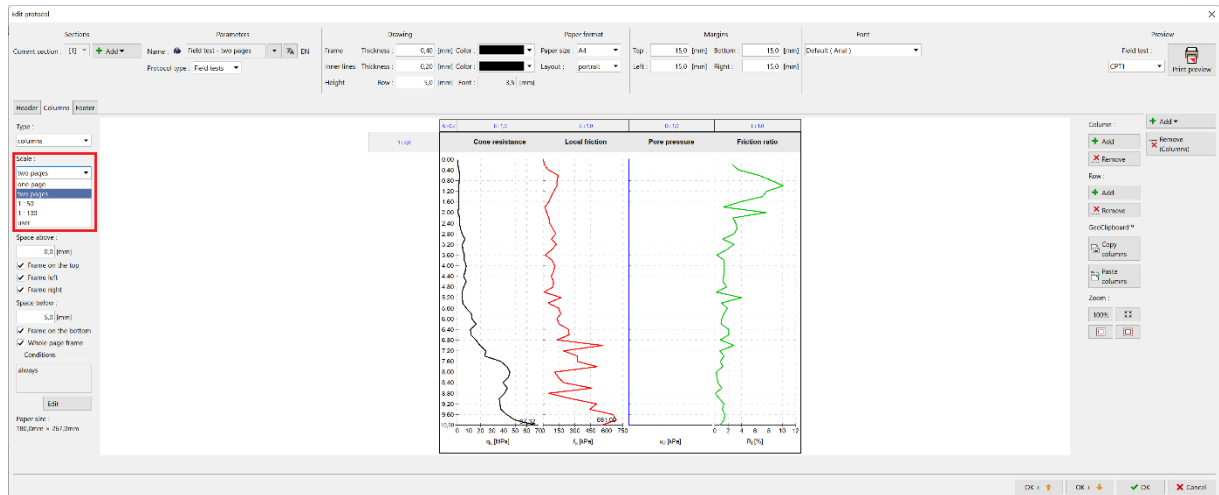 Edit protocol
Sections
Parameters
Drawing
Paper format
Margins
Font
Preview
Current section : [1] Add
Name : Field test - two pages EN
Protocol type : Field tests
Frame Thickness : 0,40 [mm] Color :
Inner lines Thickness : 0,20 [mm] Color :
Height Row : 5,0 [mm] Font : 3,5 [mm]
Paper size : A4
Layout : portrait
Top : 15,0 [mm] Bottom : 15,0 [mm]
Left : 15,0 [mm] Right : 15,0 [mm]
Default (Arial)
Field test :
CPT1
Print preview
Header Columns Footer
Type :
columns
Scale :
two pages
one page
two pages
1 : 50
1 : 100
user
Space above :
0,0 [mm]
Frame on the top
Frame left
Frame right
Space below :
5,0 [mm]
Frame on the bottom
Whole page frame
Conditions
always
Edit
Paper size :
180,0mm × 267,0mm
Cone resistance Local friction Pore pressure Friction ratio
0.00
0.40
0.80
1.20
1.60
2.00
2.40
2.80
3.20
3.60
4.00
4.40
4.80
5.20
5.60
6.00
6.40
6.80
7.20
7.60
8.00
8.40
8.80
9.20
9.60
10.00
0 10 20 30 40 50 60 70
150 300 450 600 750
0 2 4 6 8 10 12
[MPa]
[kPa]
[kPa]
[%]
Column :
Add
Remove
Row :
Add
Remove
GeoClipboard™
Copy columns
Paste columns
Zoom :
100%
Add
Remove (Columns)
OK + OK + OK Cancel